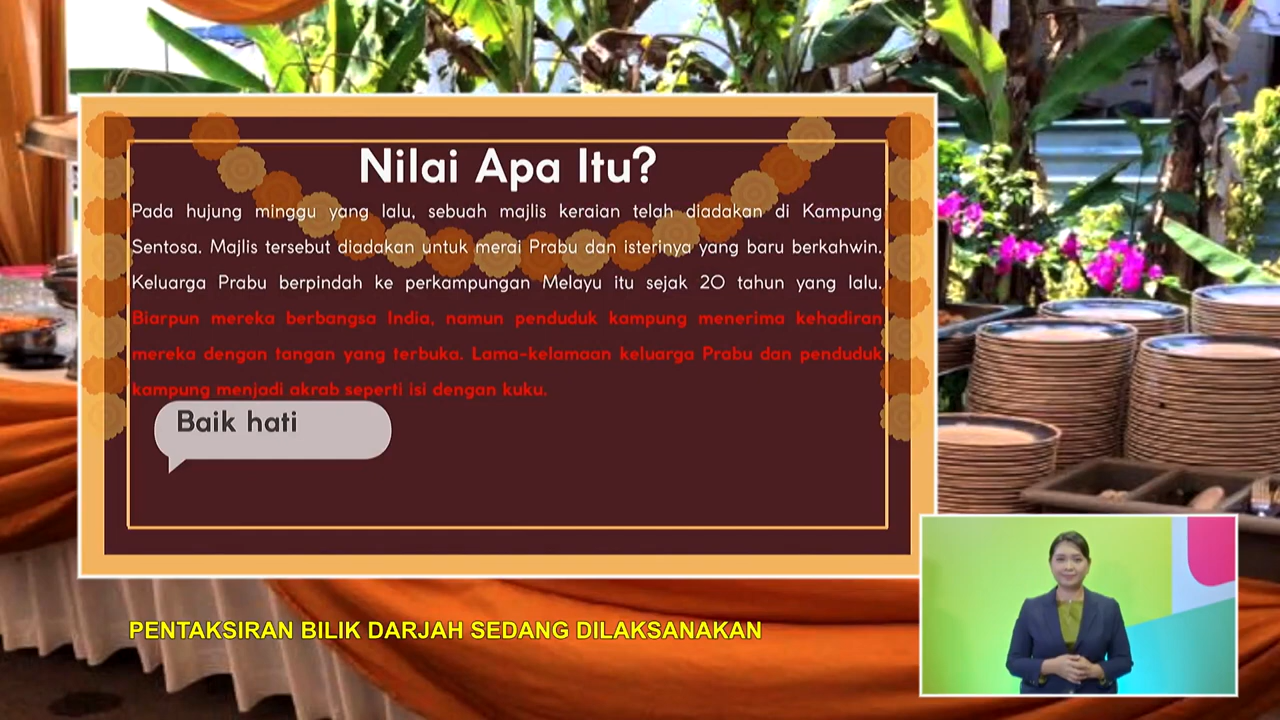 Nilai Apa Itu?
Pada hujung minggu yang lalu, sebuah majlis keraian telah diadakan di Kampung
Sentosa. Majlis tersebut diadakan untuk merai Prabu dan isterinya yang baru berkahwin.
Keluarga Prabu berpindah ke perkampungan Melayu itu sejak 20 tahun yang lalu.
Biarpun mereka berbangsa India, namun penduduk kampung menerima kehadiran
mereka dengan tangan yang terbuka. Lama-kelamaan keluarga Prabu dan penduduk
kampung menjadi akrab seperti isi dengan kuku.
Baik hati
PENTAKSIRAN BILIK DARJAH SEDANG DILAKSANAKAN